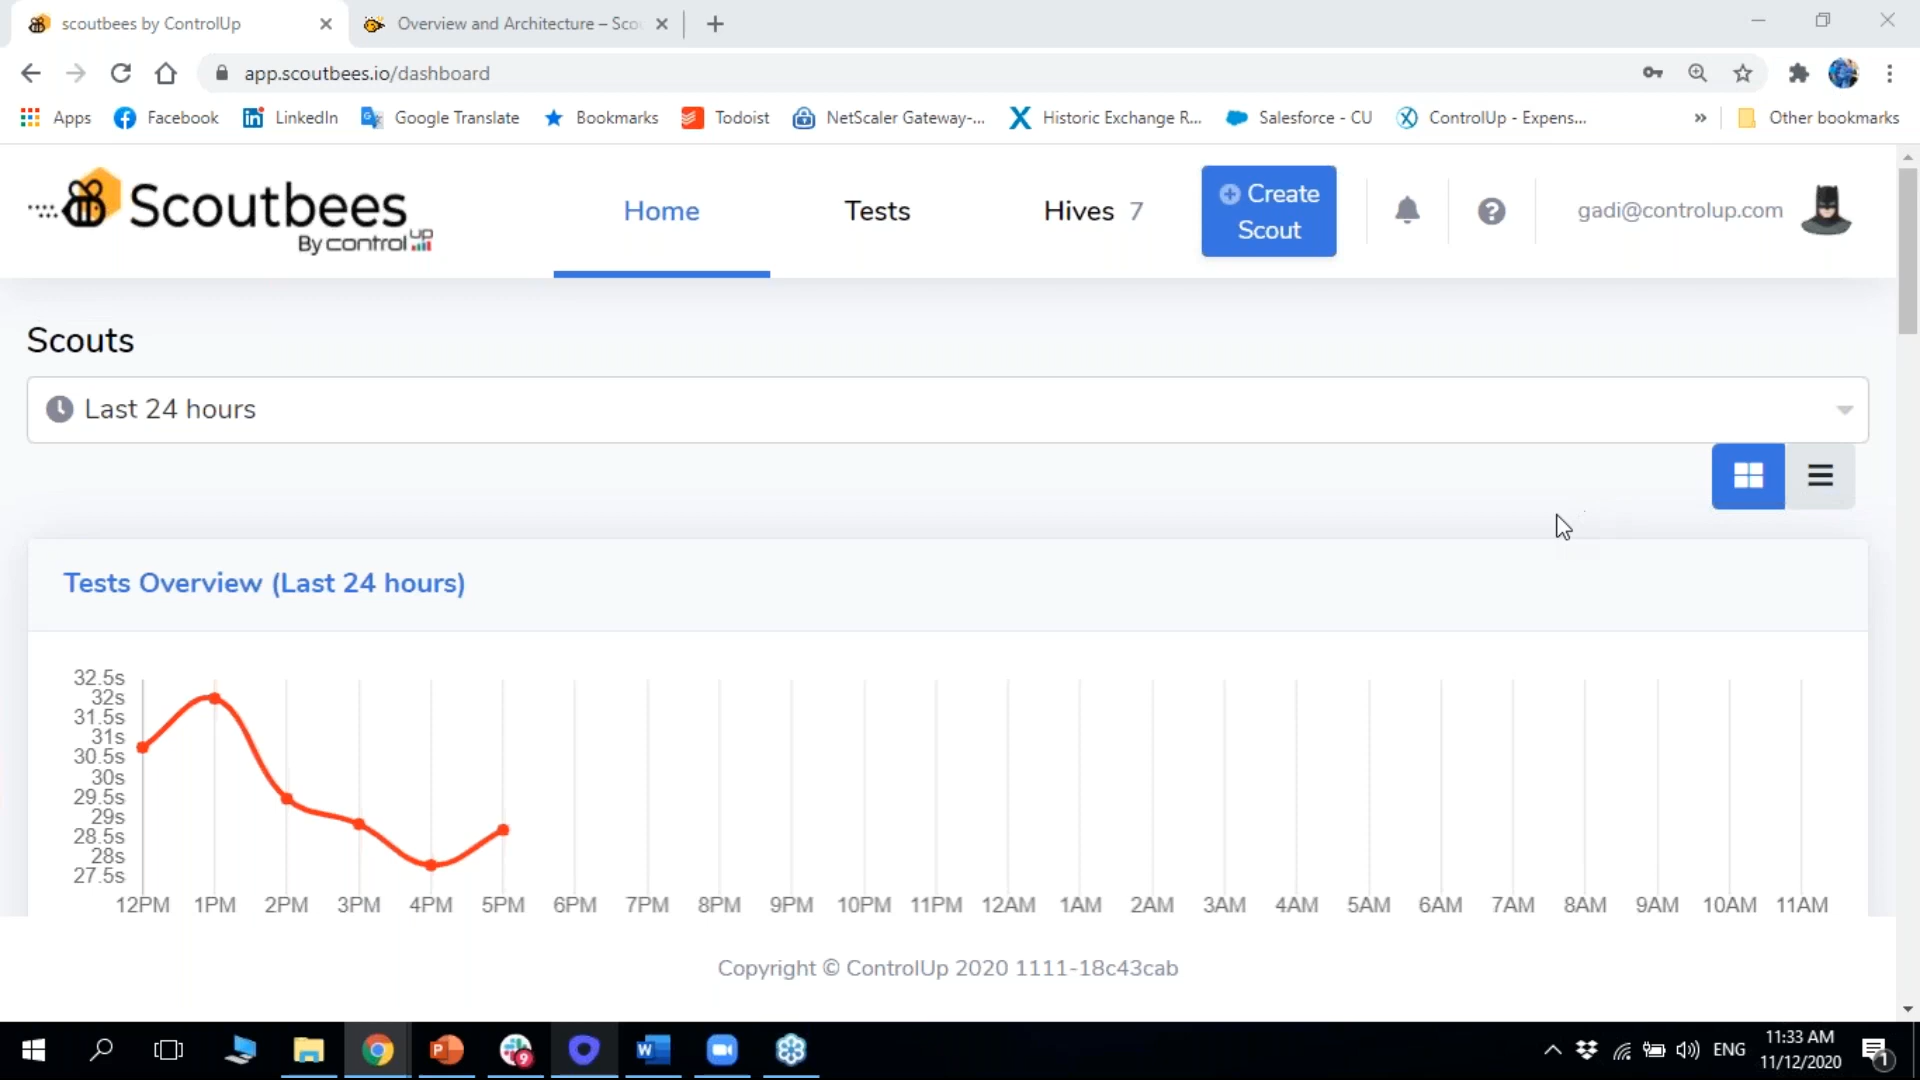 scoutbees by ControlUp
Overview and Architecture – Scou
app.scoutbees.io/dashboard
Apps Facebook LinkedIn Google Translate Bookmarks Todoist NetScaler Gateway-... Historic Exchange R... Salesforce - CU ControlUp - Expens... » Other bookmarks
Scoutbees
By controlup
Home Tests Hives 7
Create
Scout
gadi@controlup.com
Scouts
Last 24 hours
Tests Overview (Last 24 hours)
32.5s
32s
31.5s
31s
30.5s
30s
29.5s
29s
28.5s
28s
27.5s
12PM 1PM 2PM 3PM 4PM 5PM 6PM 7PM 8PM 9PM 10PM 11PM 12AM 1AM 2AM 3AM 4AM 5AM 6AM 7AM 8AM 9AM 10AM 11AM
Copyright © ControlUp 2020 1111-18c43cab
9
ENG
11:33 AM
11/12/2020
1